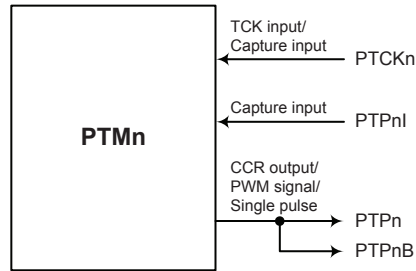 TCK input/
Capture input
PTCKn
Capture input
PTPnI
PTMn
CCR output/
PWM signal/
Single pulse
PTPn
PTPnB